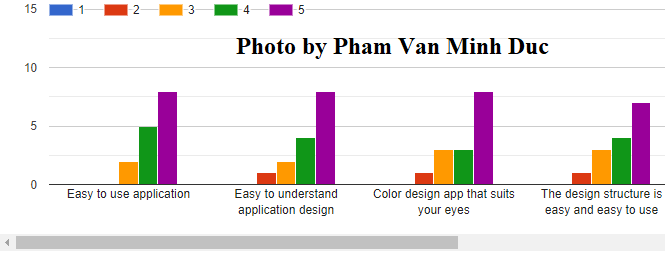 15
1 2 3 4 5
Photo by Pham Van Minh Duc
10
5
0
Easy to use application
Easy to understand
application design
Color design app that suits
your eyes
The design structure is
easy and easy to use